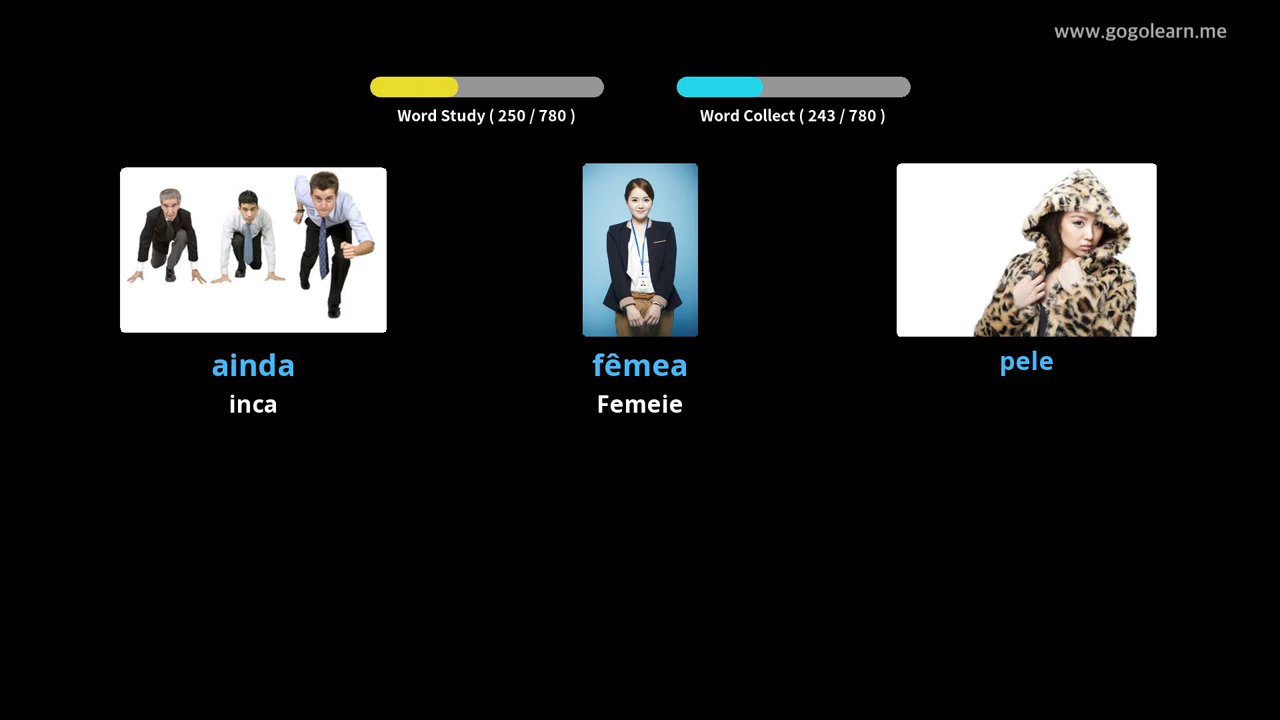 www.gogolearn.me
Word Study ( 250 / 780 )
Word Collect ( 243 / 780 )
ainda
fêmea
pele
inca
Femeie